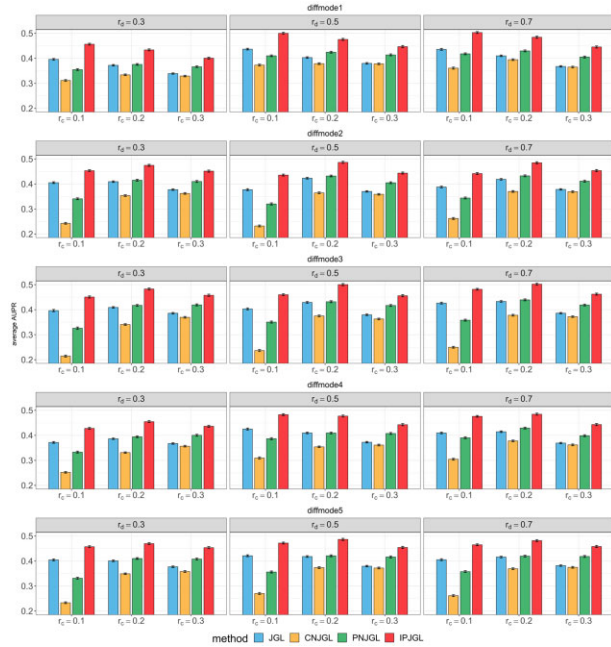 diffmode1
r_d = 0.3 r_d = 0.5 r_d = 0.7
0.5
0.4
0.3
0.2
r_c = 0.1 r_c = 0.2 r_c = 0.3 r_c = 0.1 r_c = 0.2 r_c = 0.3 r_c = 0.1 r_c = 0.2 r_c = 0.3
diffmode2
r_d = 0.3 r_d = 0.5 r_d = 0.7
0.5
0.4
0.3
0.2
r_c = 0.1 r_c = 0.2 r_c = 0.3 r_c = 0.1 r_c = 0.2 r_c = 0.3 r_c = 0.1 r_c = 0.2 r_c = 0.3
diffmode3
r_d = 0.3 r_d = 0.5 r_d = 0.7
average AUPR
0.5
0.4
0.3
0.2
r_c = 0.1 r_c = 0.2 r_c = 0.3 r_c = 0.1 r_c = 0.2 r_c = 0.3 r_c = 0.1 r_c = 0.2 r_c = 0.3
diffmode4
r_d = 0.3 r_d = 0.5 r_d = 0.7
0.5
0.4
0.3
0.2
r_c = 0.1 r_c = 0.2 r_c = 0.3 r_c = 0.1 r_c = 0.2 r_c = 0.3 r_c = 0.1 r_c = 0.2 r_c = 0.3
diffmode5
r_d = 0.3 r_d = 0.5 r_d = 0.7
0.5
0.4
0.3
0.2
r_c = 0.1 r_c = 0.2 r_c = 0.3 r_c = 0.1 r_c = 0.2 r_c = 0.3 r_c = 0.1 r_c = 0.2 r_c = 0.3
method JGL CNJGL PNJGL IPJGL